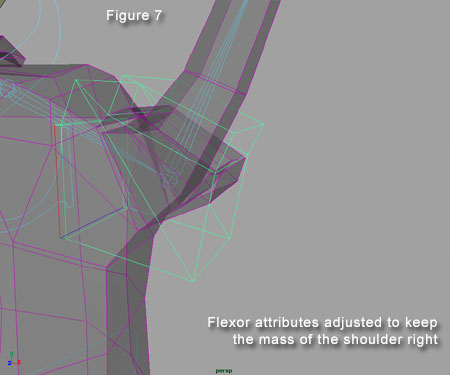 Figure 7
Flexor attributes adjusted to keep
the mass of the shoulder right
persp